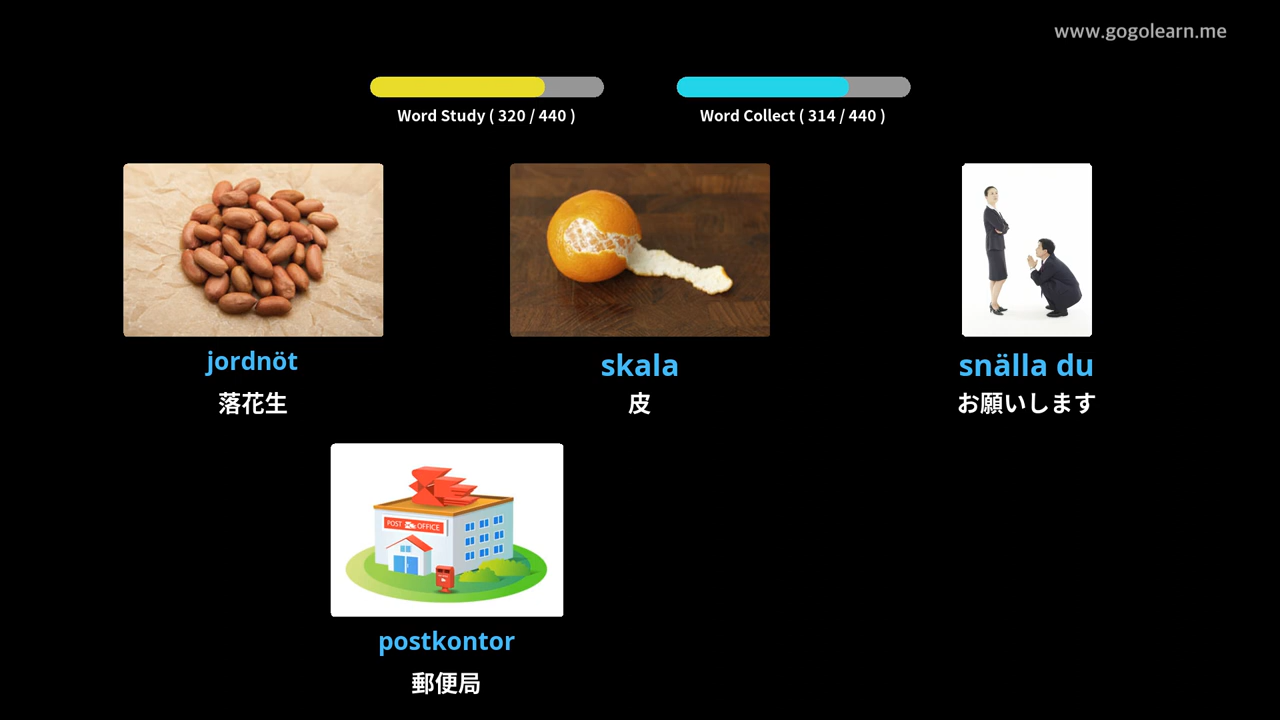 www.gogolearn.me
Word Study ( 320 / 440 )
Word Collect ( 314 / 440 )
jordnöt
落花生
skala
皮
snälla du
お願いします
POST OFFICE
postkontor
郵便局